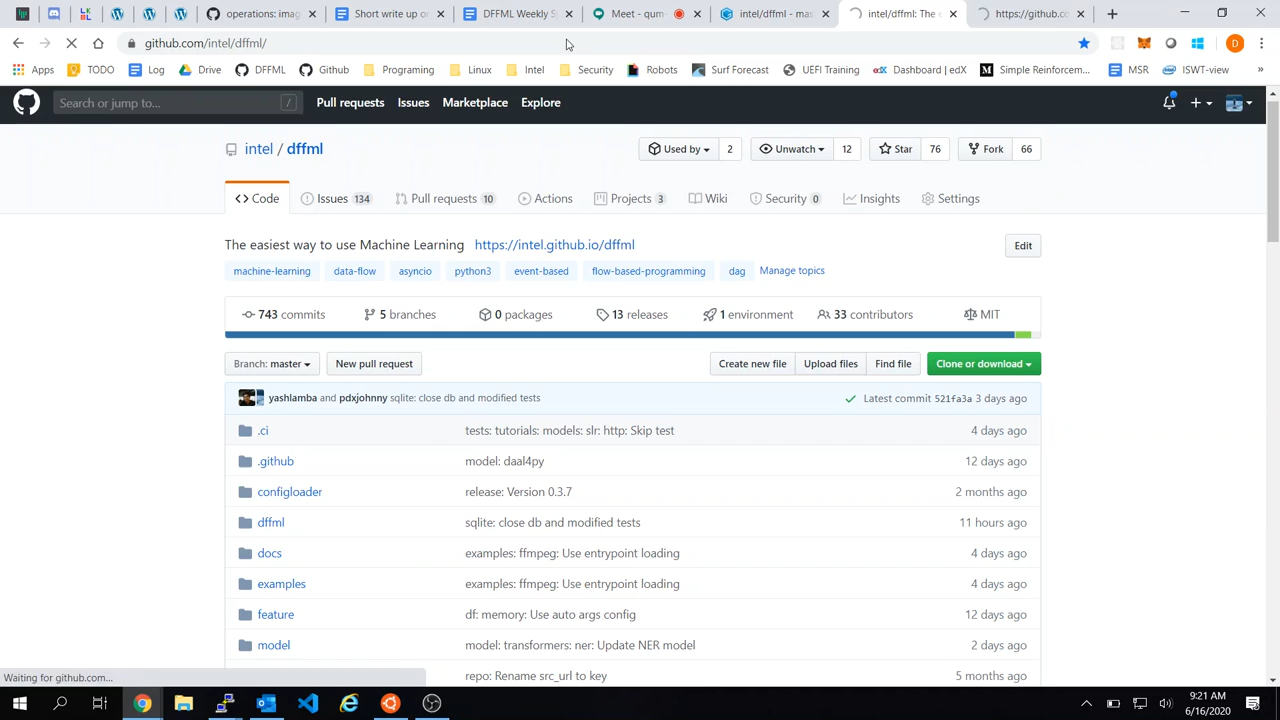 operations: imag
Short write up or
DFFML Weekly S
Meet - qum-
intel/dffml - mas
intel/dffml: The e
https://github.co
github.com/intel/dffml/
D
Apps TODO Log Drive DFFML Github Programming Linux Intel Security Robots Surf Forecast UEFI Training Dashboard | edX Simple Reinforcem... MSR ISWT-view »
Search or jump to... /
Pull requests Issues Marketplace Explore
intel / dffml
Used by 2 Unwatch 12 Star 76 Fork 66
Code Issues 134 Pull requests 10 Actions Projects 3 Wiki Security 0 Insights Settings
The easiest way to use Machine Learning https://intel.github.io/dffml Edit
machine-learning data-flow asyncio python3 event-based flow-based-programming dag Manage topics
743 commits 5 branches 0 packages 13 releases 1 environment 33 contributors MIT
Branch: master New pull request Create new file Upload files Find file Clone or download
yashlamba and pdxjohnny sqlite: close db and modified tests Latest commit 521fa3a 3 days ago
.ci tests: tutorials: models: slr: http: Skip test 4 days ago
.github model: daal4py 12 days ago
configloader release: Version 0.3.7 2 months ago
dffml sqlite: close db and modified tests 11 hours ago
docs examples: ffmpeg: Use entrypoint loading 4 days ago
examples examples: ffmpeg: Use entrypoint loading 4 days ago
feature df: memory: Use auto args config 12 days ago
model model: transformers: ner: Update NER model 2 days ago
repo: Rename src_url to key 5 months ago
Waiting for github.com...
9:21 AM
6/16/2020